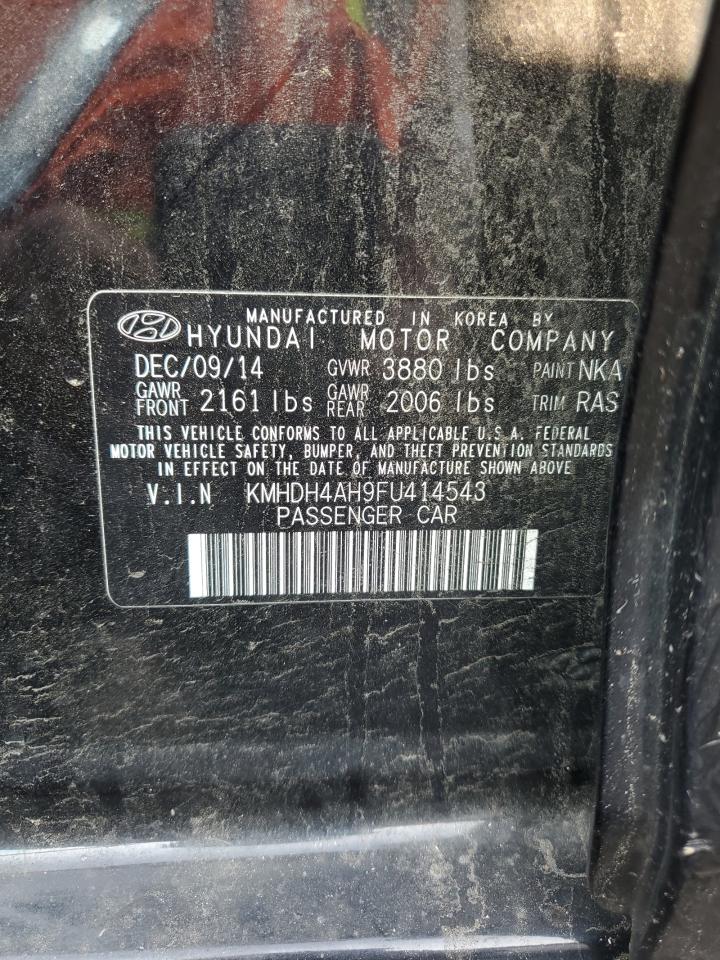 MANUFACTURED IN KOREA BY
HYUNDAI MOTOR COMPANY
DEC/09/14 GVWR 3880 lbs PAINT NKA
GAWR FRONT 2161 lbs GAWR REAR 2006 lbs TRIM RAS
THIS VEHICLE CONFORMS TO ALL APPLICABLE U.S.A. FEDERAL
MOTOR VEHICLE SAFETY, BUMPER, AND THEFT PREVENTION STANDARDS
IN EFFECT ON THE DATE OF MANUFACTURE SHOWN ABOVE
V.I.N KMHDH4AH9FU414543
PASSENGER CAR